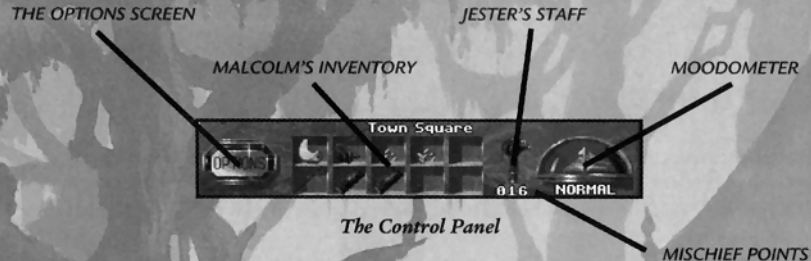 THE OPTIONS SCREEN
JESTER'S STAFF
MALCOLM'S INVENTORY
MOODOMETER
Town Square
OPTIONS
016
NORMAL
The Control Panel
MISCHIEF POINTS